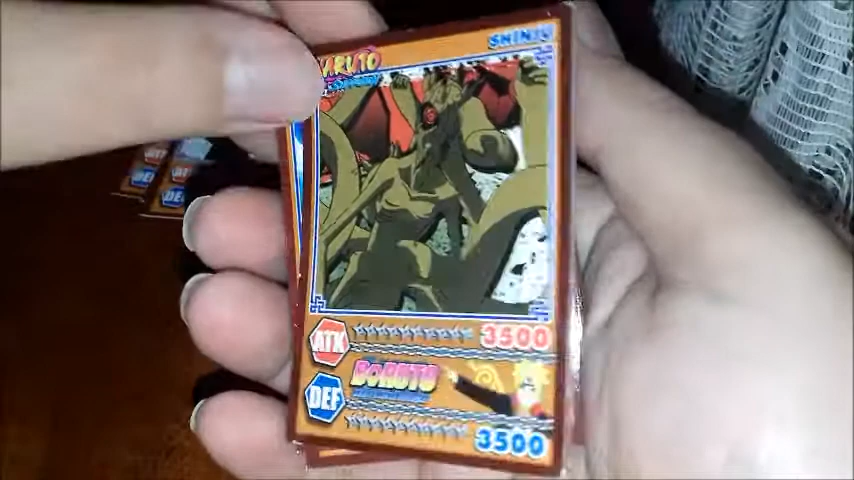 SHINJU
NARUTO
ATK
3500
BORUTO
DEF
3500